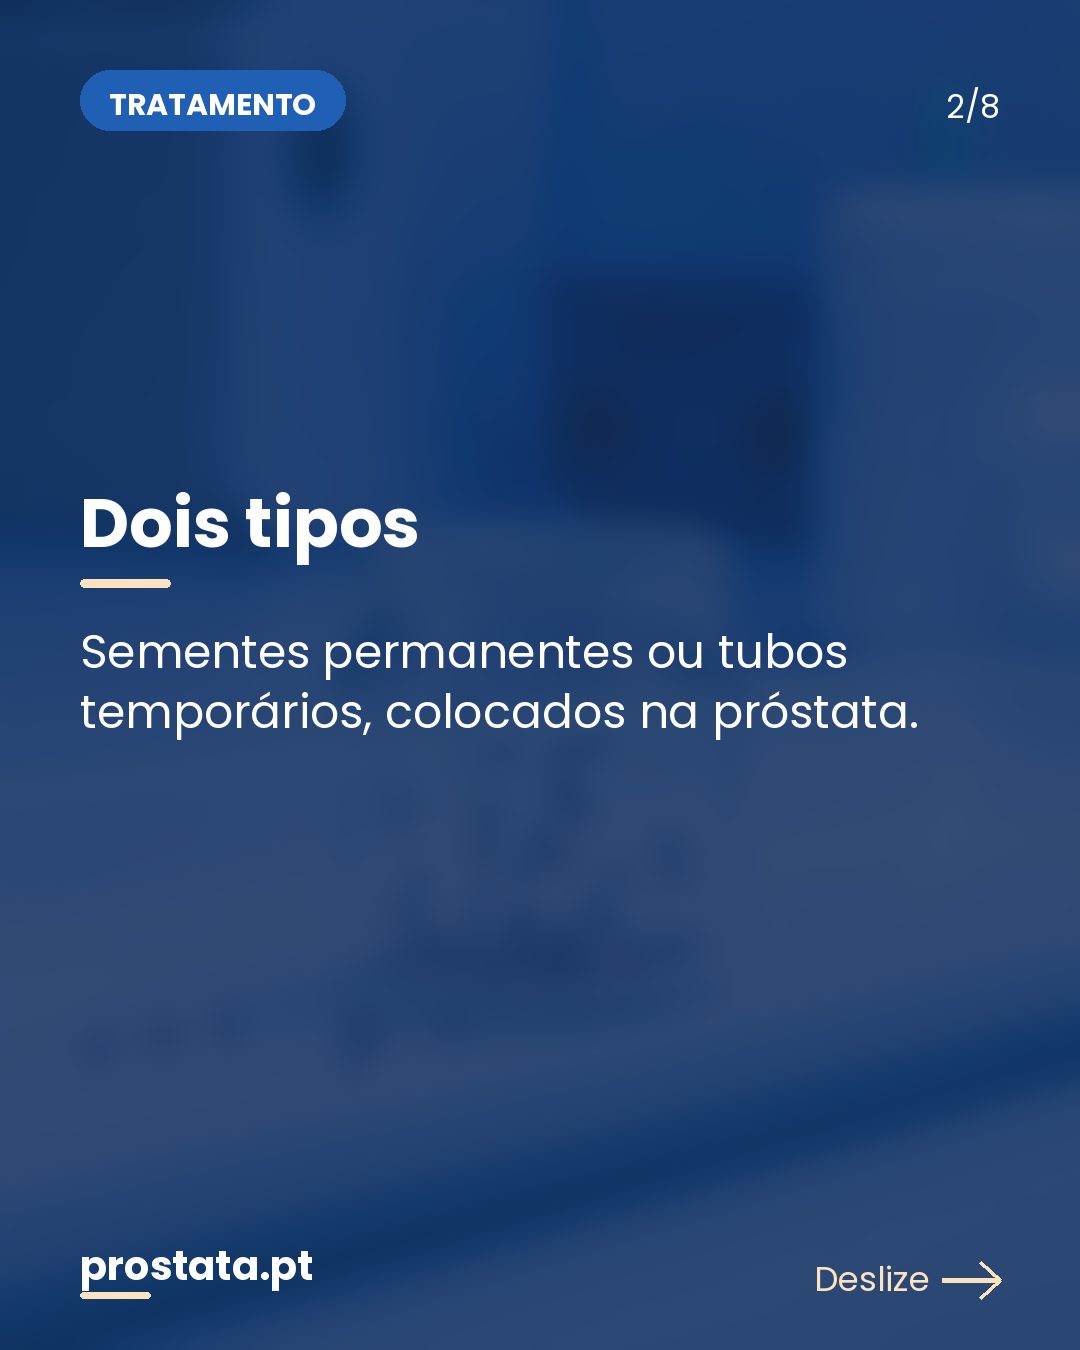 TRATAMENTO
2/8
Dois tipos
Sementes permanentes ou tubos
temporários, colocados na próstata.
prostata.pt
Deslize